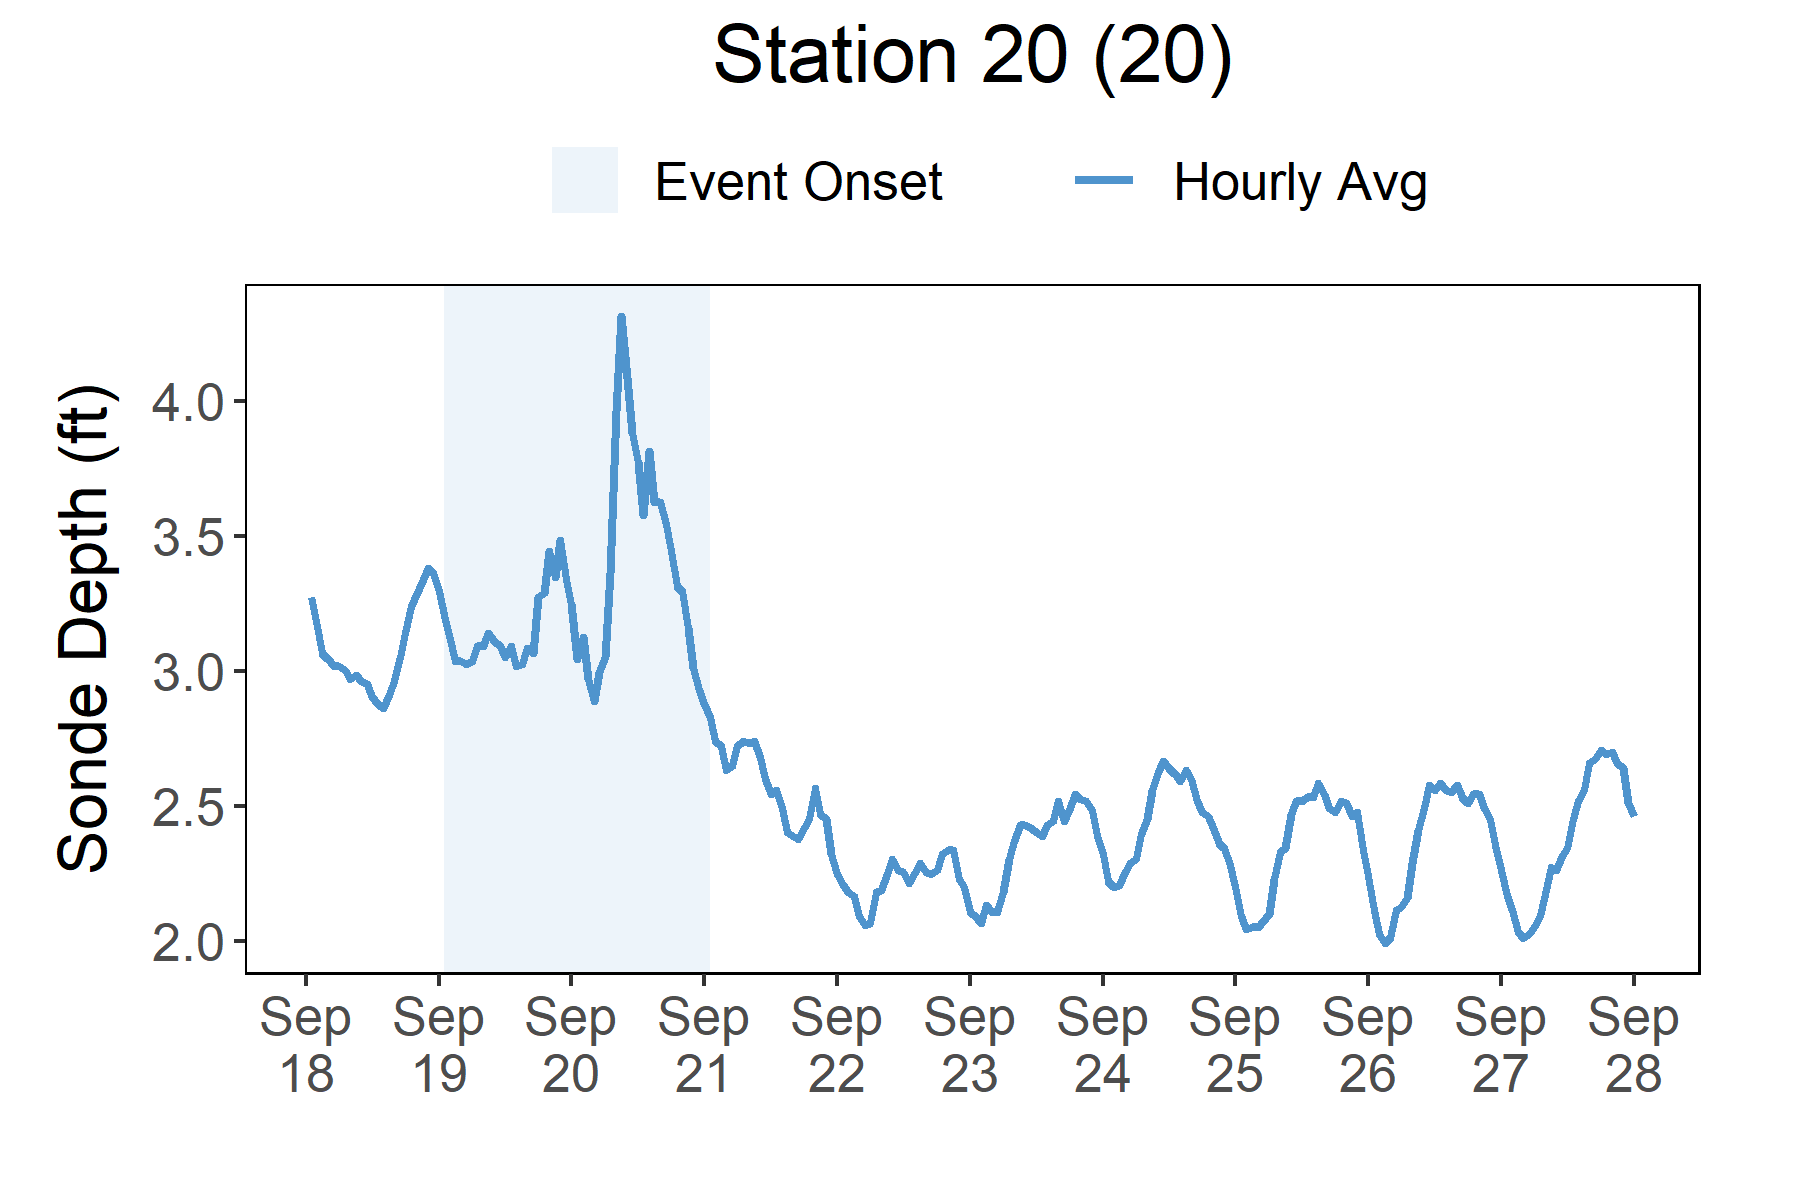 Station 20 (20)
Event Onset
Hourly Avg
Sonde Depth (ft)
4.0
3.5
3.0
2.5
2.0
Sep 18
Sep 19
Sep 20
Sep 21
Sep 22
Sep 23
Sep 24
Sep 25
Sep 26
Sep 27
Sep 28